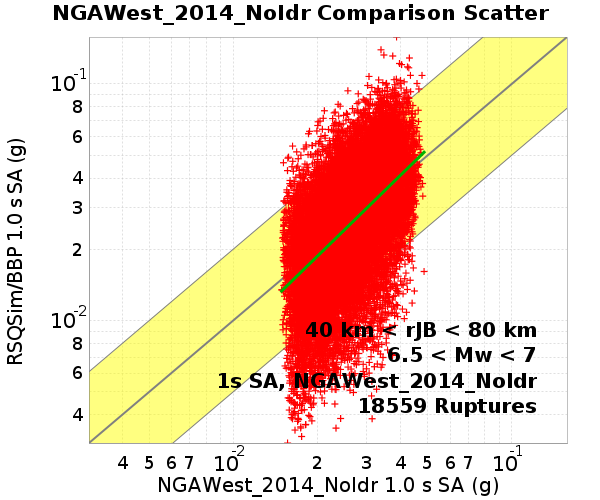 NGAWest_2014_NoIdr Comparison Scatter
RSQSim/BBP 1.0 s SA (g)
10-1
8
6
4
3
2
10-2
8
6
4
40 km < rJB < 80 km
6.5 < Mw < 7
1s SA, NGAWest_2014_NoIdr
18559 Ruptures
4 5 6 7 10-2 2 3 4 5 6 7 10-1
NGAWest_2014_NoIdr 1.0 s SA (g)